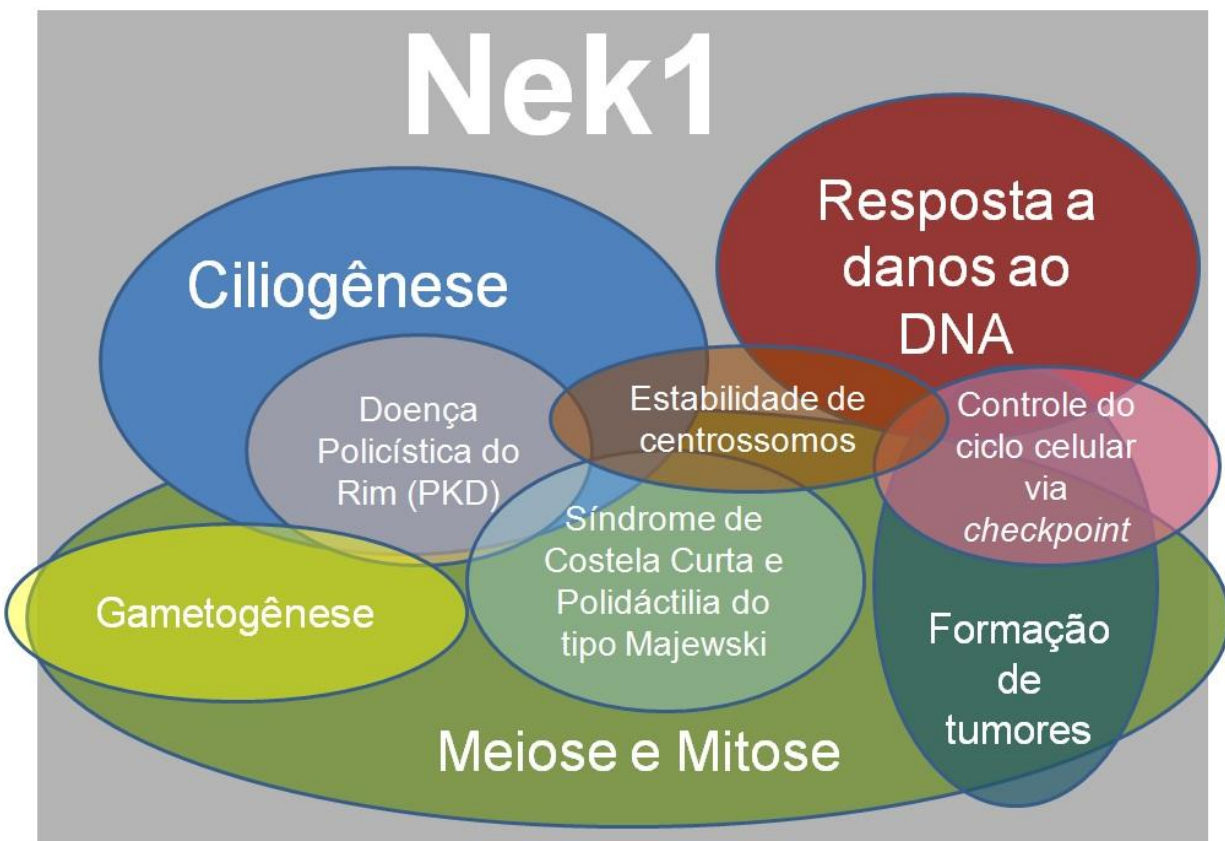 Nek1
Resposta a
danos ao
DNA
Ciliogênese
Doença
Policística do
Rim (PKD)
Estabilidade de
centrossomos
Controle do
ciclo celular
via
checkpoint
Síndrome de
Costela Curta e
Polidáctilia do
tipo Majewski
Gametogênese
Formação
de
tumores
Meiose e Mitose